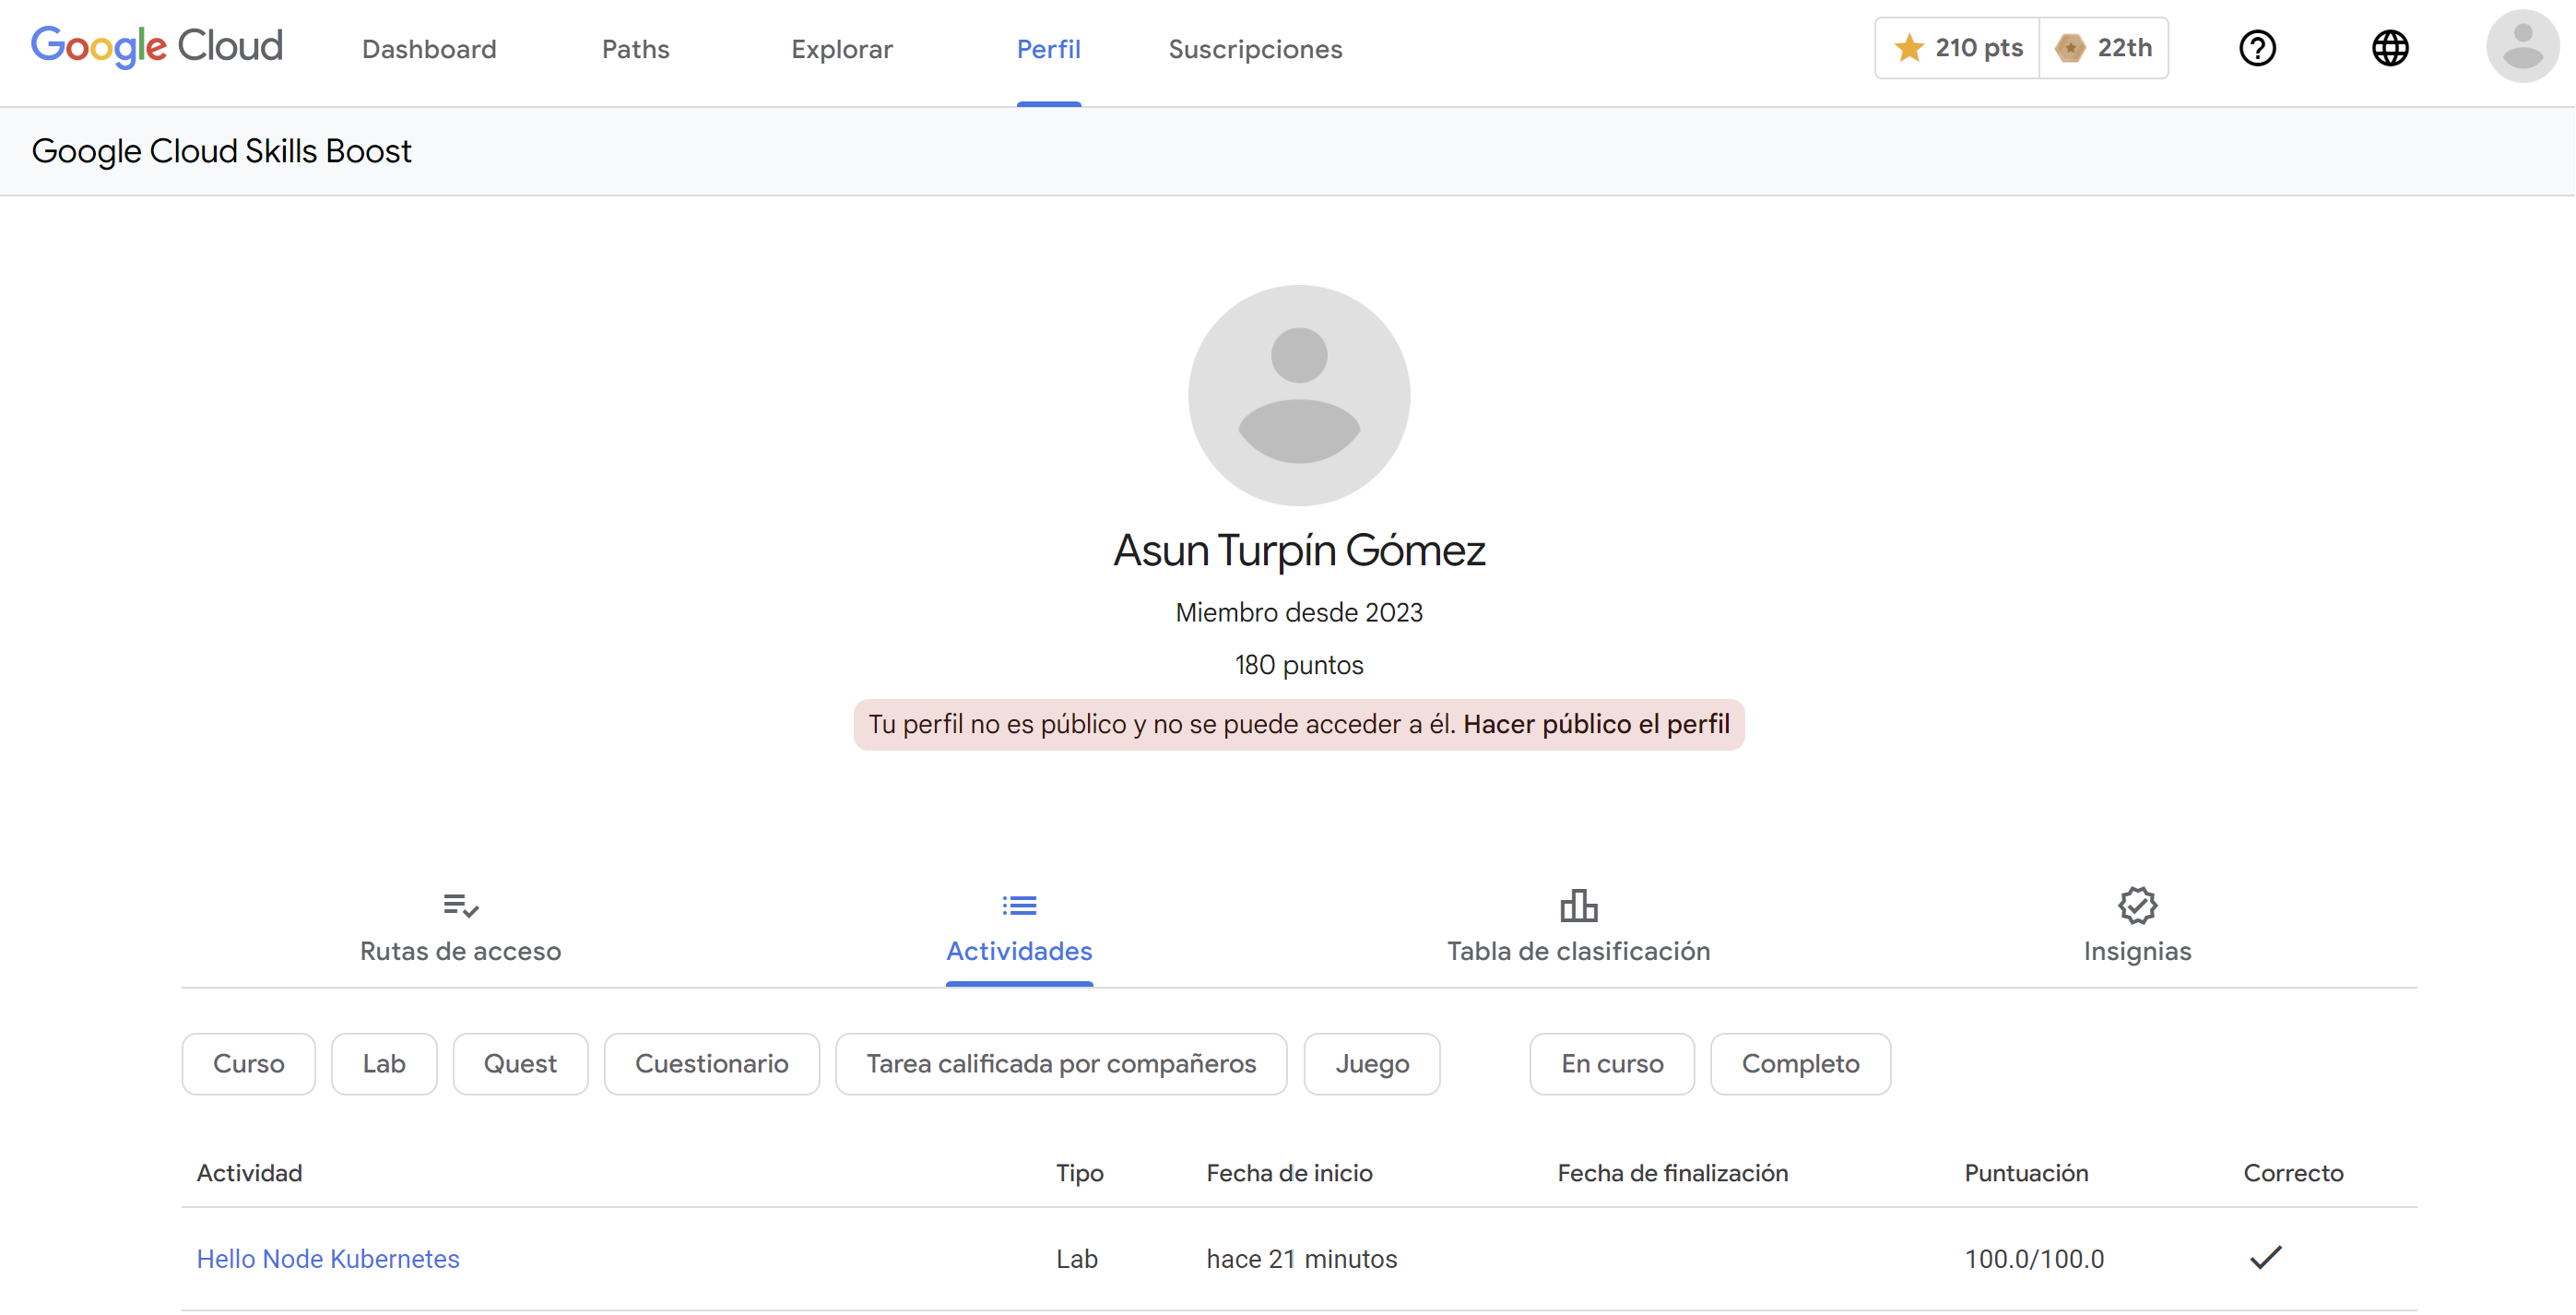 Google Cloud Dashboard Paths Explorar Perfil Suscripciones 210 pts 22th
Google Cloud Skills Boost
Asun Turpín Gómez
Miembro desde 2023
180 puntos
Tu perfil no es público y no se puede acceder a él. Hacer público el perfil
Rutas de acceso Actividades Tabla de clasificación Insignias
Curso Lab Quest Cuestionario Tarea calificada por compañeros Juego En curso Completo
Actividad Tipo Fecha de inicio Fecha de finalización Puntuación Correcto
Hello Node Kubernetes Lab hace 21 minutos 100.0/100.0